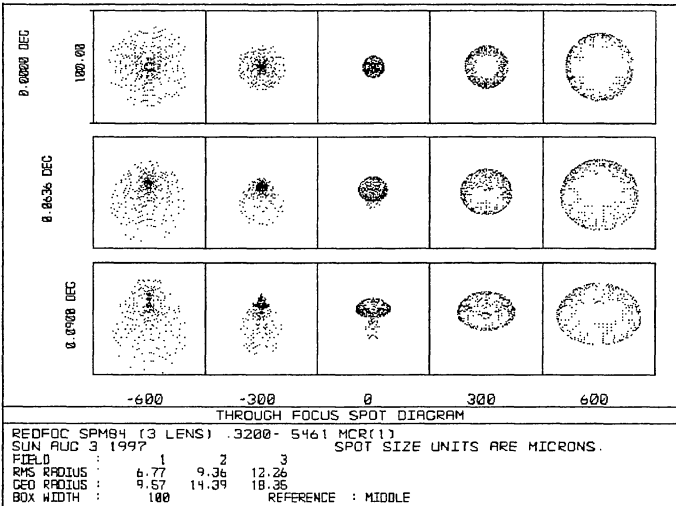 0.0000 DEG
100.00
0.0636 DEG
0.0900 DEG
-600 -300 0 300 600
THROUGH FOCUS SPOT DIAGRAM
REDFOC SPM84 (3 LENS) .3200-.5461 MCR(1)
SUN AUG 3 1997 SPOT SIZE UNITS ARE MICRONS.
FIELD : 1 2 3
RMS RADIUS : 6.77 9.36 12.26
GEO RADIUS : 9.57 14.39 18.35
BOX WIDTH : 100 REFERENCE : MIDDLE